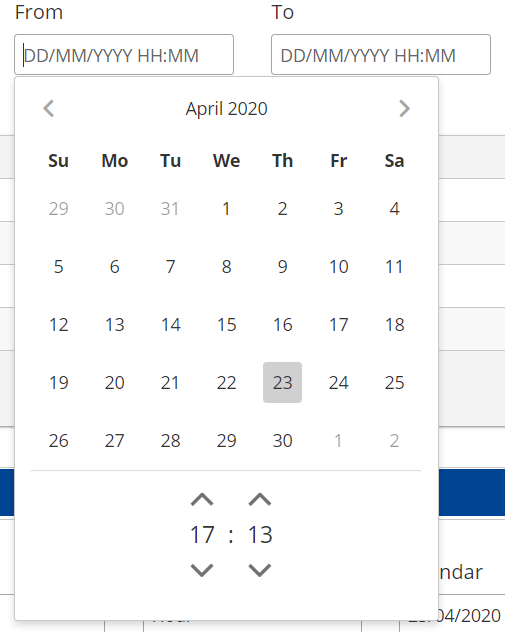 From To
DD/MM/YYYY HH:MM DD/MM/YYYY HH:MM
April 2020
Su Mo Tu We Th Fr Sa
29 30 31 1 2 3 4
5 6 7 8 9 10 11
12 13 14 15 16 17 18
19 20 21 22 23 24 25
26 27 28 29 30 1 2
17 : 13
ndar
04/2020